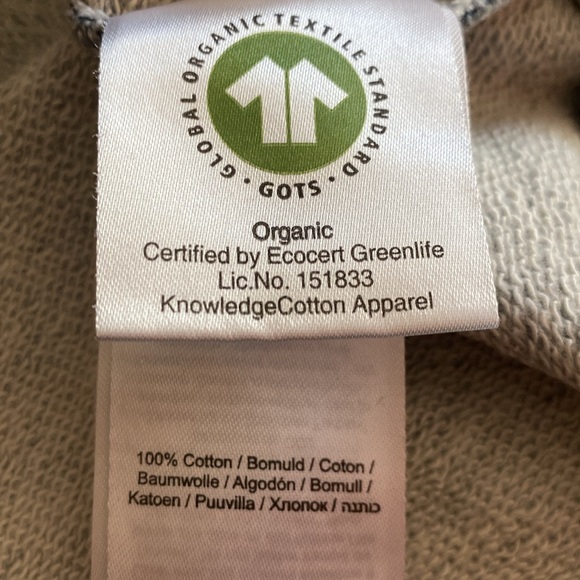 GLOBAL ORGANIC TEXTILE STANDARD
· GOTS ·
Organic
Certified by Ecocert Greenlife
Lic.No. 151833
KnowledgeCotton Apparel
100% Cotton / Bomuld / Coton /
Baumwolle / Algodón / Bomull /
Katoen / Puuvilla / Хлопок / כותנה